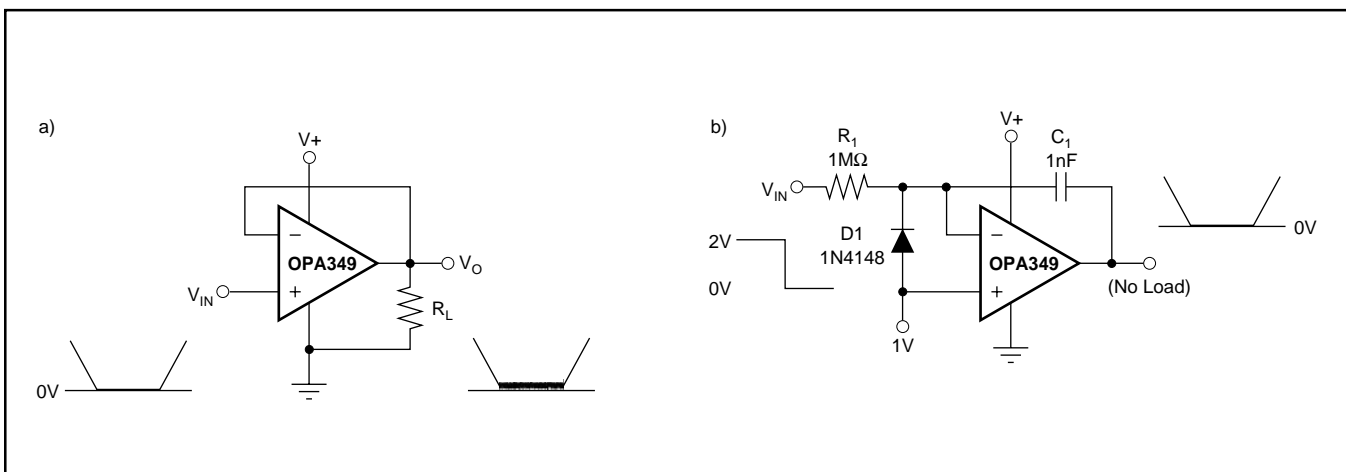 a)
V+
−
OPA349
+
V_IN
V_O
R_L
0V
b)
V+
R_1
1MΩ
C_1
1nF
V_IN
−
0V
2V
D1
1N4148
OPA349
0V
+
(No Load)
1V